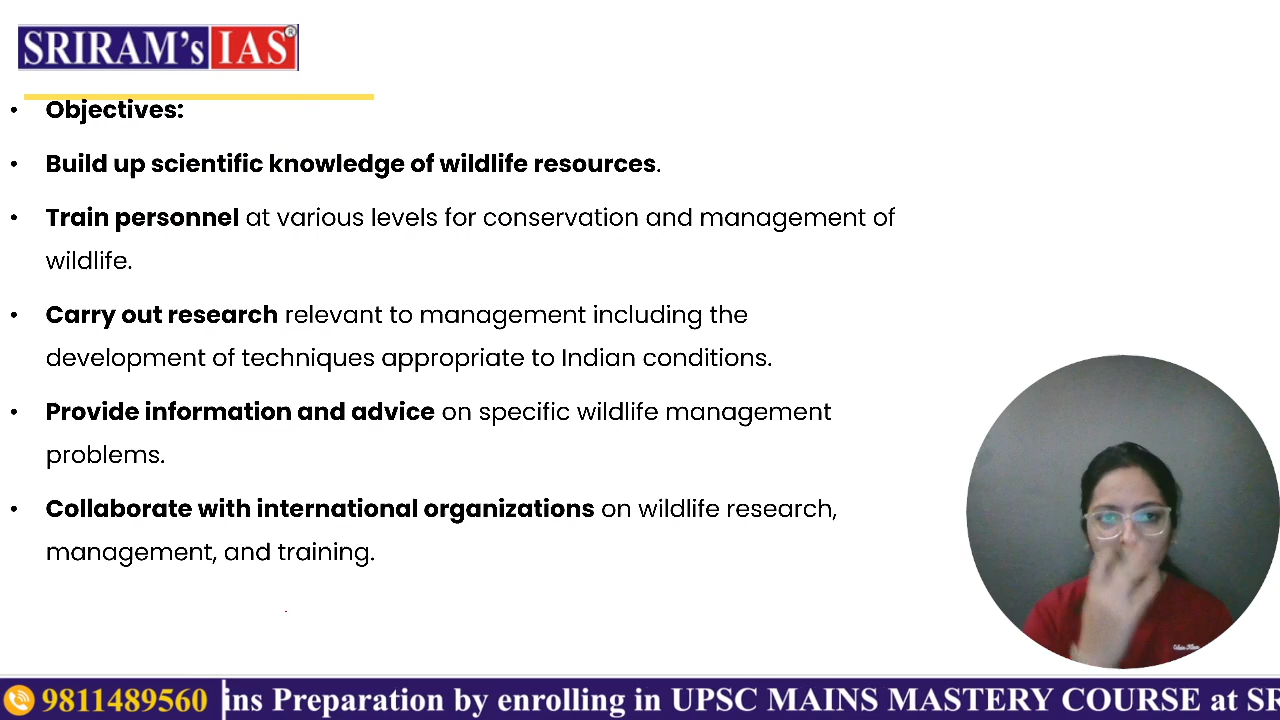 SRIRAM's IAS®
• Objectives:
• Build up scientific knowledge of wildlife resources.
• Train personnel at various levels for conservation and management of
wildlife.
• Carry out research relevant to management including the
development of techniques appropriate to Indian conditions.
• Provide information and advice on specific wildlife management
problems.
• Collaborate with international organizations on wildlife research,
management, and training.
9811489560 ins Preparation by enrolling in UPSC MAINS MASTERY COURSE at SR